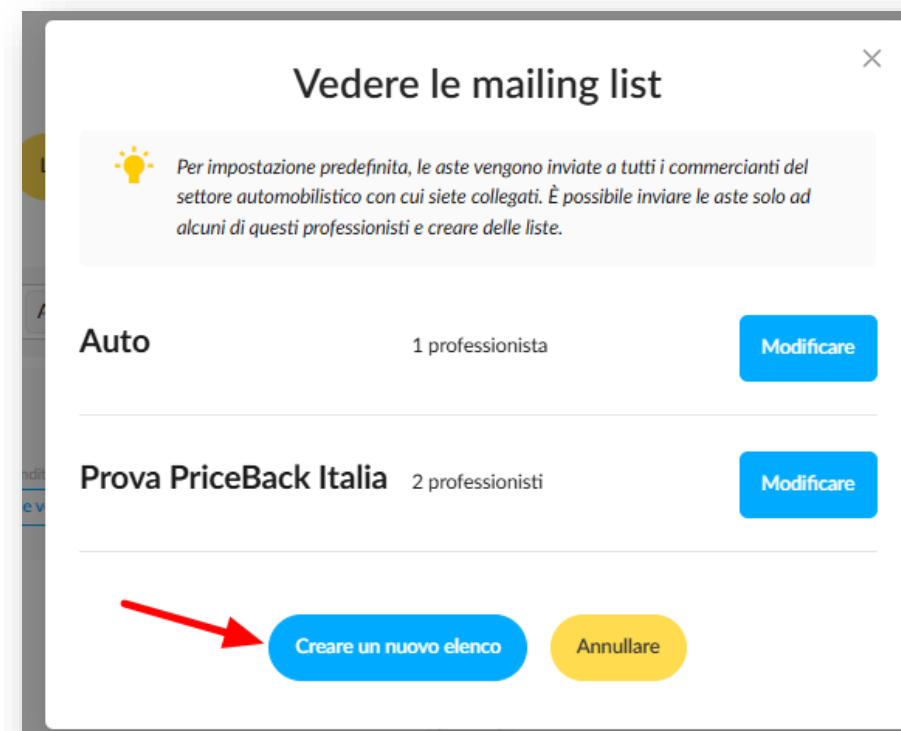 Vedere le mailing list
Per impostazione predefinita, le aste vengono inviate a tutti i commercianti del
settore automobilistico con cui siete collegati. È possibile inviare le aste solo ad
alcuni di questi professionisti e creare delle liste.
Auto 1 professionista Modificare
Prova PriceBack Italia 2 professionisti Modificare
Creare un nuovo elenco Annullare